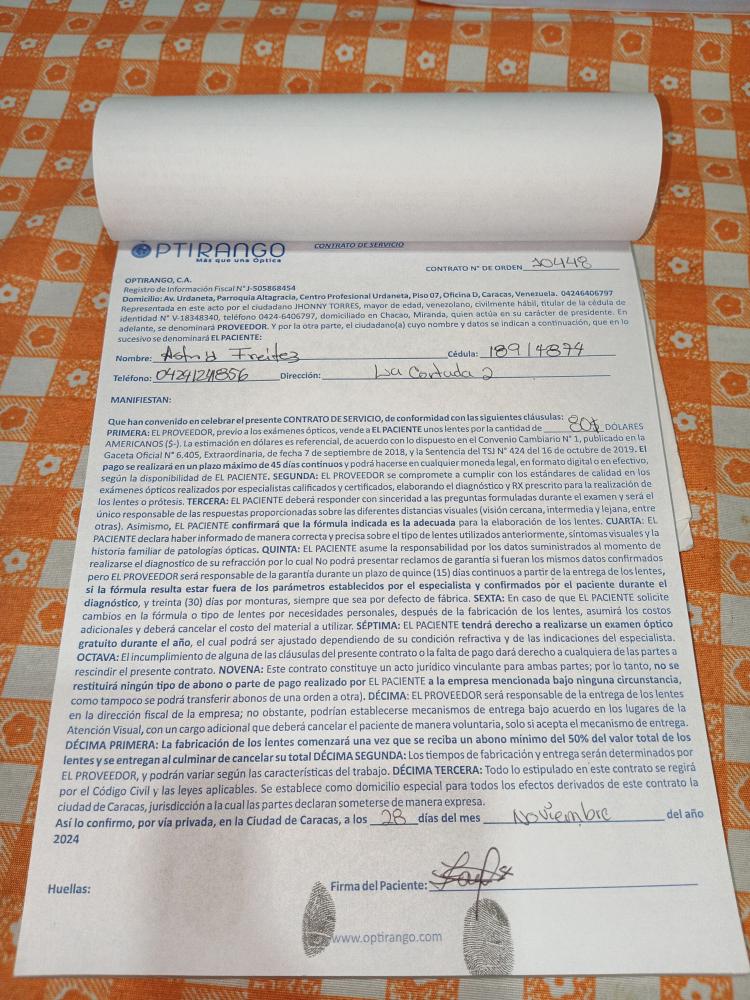 OPTIRANGO
Más que una Óptica
CONTRATO DE SERVICIO
CONTRATO N° DE ORDEN 10448
OPTIRANGO, C.A.
Registro de Información Fiscal N° J-505868454
Domicilio: Av. Urdaneta, Parroquia Altagracia, Centro Profesional Urdaneta, Piso 07, Oficina D, Caracas, Venezuela. 04246406797
Representada en este acto por el ciudadano JHONNY TORRES, mayor de edad, venezolano, civilmente hábil, titular de la cédula de
identidad N° V-18348340, teléfono 0424-6406797, domiciliado en Chacao, Miranda, quien actúa en su carácter de presidente. En
adelante, se denominará PROVEEDOR. Y por la otra parte, el ciudadano(a) cuyo nombre y datos se indican a continuación, que en lo
sucesivo se denominará EL PACIENTE:
Nombre: Astrid Freitez Cédula: 18914874
Teléfono: 04241241856 Dirección: La Cortada 2
MANIFIESTAN:
Que han convenido en celebrar el presente CONTRATO DE SERVICIO, de conformidad con las siguientes cláusulas:
PRIMERA: EL PROVEEDOR, previo a los exámenes ópticos, vende a EL PACIENTE unos lentes por la cantidad de 80$ DÓLARES
AMERICANOS ($-). La estimación en dólares es referencial, de acuerdo con lo dispuesto en el Convenio Cambiario N° 1, publicado en la
Gaceta Oficial N° 6.405, Extraordinaria, de fecha 7 de septiembre de 2018, y la Sentencia del TSJ N° 424 del 16 de octubre de 2019. El
pago se realizará en un plazo máximo de 45 días continuos y podrá hacerse en cualquier moneda legal, en formato digital o en efectivo,
según la disponibilidad de EL PACIENTE. SEGUNDA: EL PROVEEDOR se compromete a cumplir con los estándares de calidad en los
exámenes ópticos realizados por especialistas calificados y certificados, elaborando el diagnóstico y RX prescrito para la realización de
los lentes o prótesis. TERCERA: EL PACIENTE deberá responder con sinceridad a las preguntas formuladas durante el examen y será el
único responsable de las respuestas proporcionadas sobre las diferentes distancias visuales (visión cercana, intermedia y lejana, entre
otras). Asimismo, EL PACIENTE confirmará que la fórmula indicada es la adecuada para la elaboración de los lentes. CUARTA: EL
PACIENTE declara haber informado de manera correcta y precisa sobre el tipo de lentes utilizados anteriormente, síntomas visuales y la
historia familiar de patologías ópticas. QUINTA: EL PACIENTE asume la responsabilidad por los datos suministrados al momento de
realizarse el diagnostico de su refracción por lo cual No podrá presentar reclamos de garantía si fueran los mismos datos confirmados
pero EL PROVEEDOR será responsable de la garantía durante un plazo de quince (15) días continuos a partir de la entrega de los lentes,
si la fórmula resulta estar fuera de los parámetros establecidos por el especialista y confirmados por el paciente durante el
diagnóstico, y treinta (30) días por monturas, siempre que sea por defecto de fábrica. SEXTA: En caso de que EL PACIENTE solicite
cambios en la fórmula o tipo de lentes por necesidades personales, después de la fabricación de los lentes, asumirá los costos
adicionales y deberá cancelar el costo del material a utilizar. SÉPTIMA: EL PACIENTE tendrá derecho a realizarse un examen óptico
gratuito durante el año, el cual podrá ser ajustado dependiendo de su condición refractiva y de las indicaciones del especialista.
OCTAVA: El incumplimiento de alguna de las cláusulas del presente contrato o la falta de pago dará derecho a cualquiera de las partes a
rescindir el presente contrato. NOVENA: Este contrato constituye un acto jurídico vinculante para ambas partes; por lo tanto, no se
restituirá ningún tipo de abono o parte de pago realizado por EL PACIENTE a la empresa mencionada bajo ninguna circunstancia,
como tampoco se podrá transferir abonos de una orden a otra). DÉCIMA: EL PROVEEDOR será responsable de la entrega de los lentes
en la dirección fiscal de la empresa; no obstante, podrían establecerse mecanismos de entrega bajo acuerdo en los lugares de la
Atención Visual, con un cargo adicional que deberá cancelar el paciente de manera voluntaria, solo si acepta el mecanismo de entrega.
DÉCIMA PRIMERA: La fabricación de los lentes comenzará una vez que se reciba un abono minimo del 50% del valor total de los
lentes y se entregan al culminar de cancelar su total DÉCIMA SEGUNDA: Los tiempos de fabricación y entrega serán determinados por
EL PROVEEDOR, y podrán variar según las características del trabajo. DÉCIMA TERCERA: Todo lo estipulado en este contrato se regirá
por el Código Civil y las leyes aplicables. Se establece como domicilio especial para todos los efectos derivados de este contrato la
ciudad de Caracas, jurisdicción a la cual las partes declaran someterse de manera expresa.
Así lo confirmo, por vía privada, en la Ciudad de Caracas, a los 28 días del mes Noviembre del año
2024
Huellas:
Firma del Paciente:
www.optirango.com